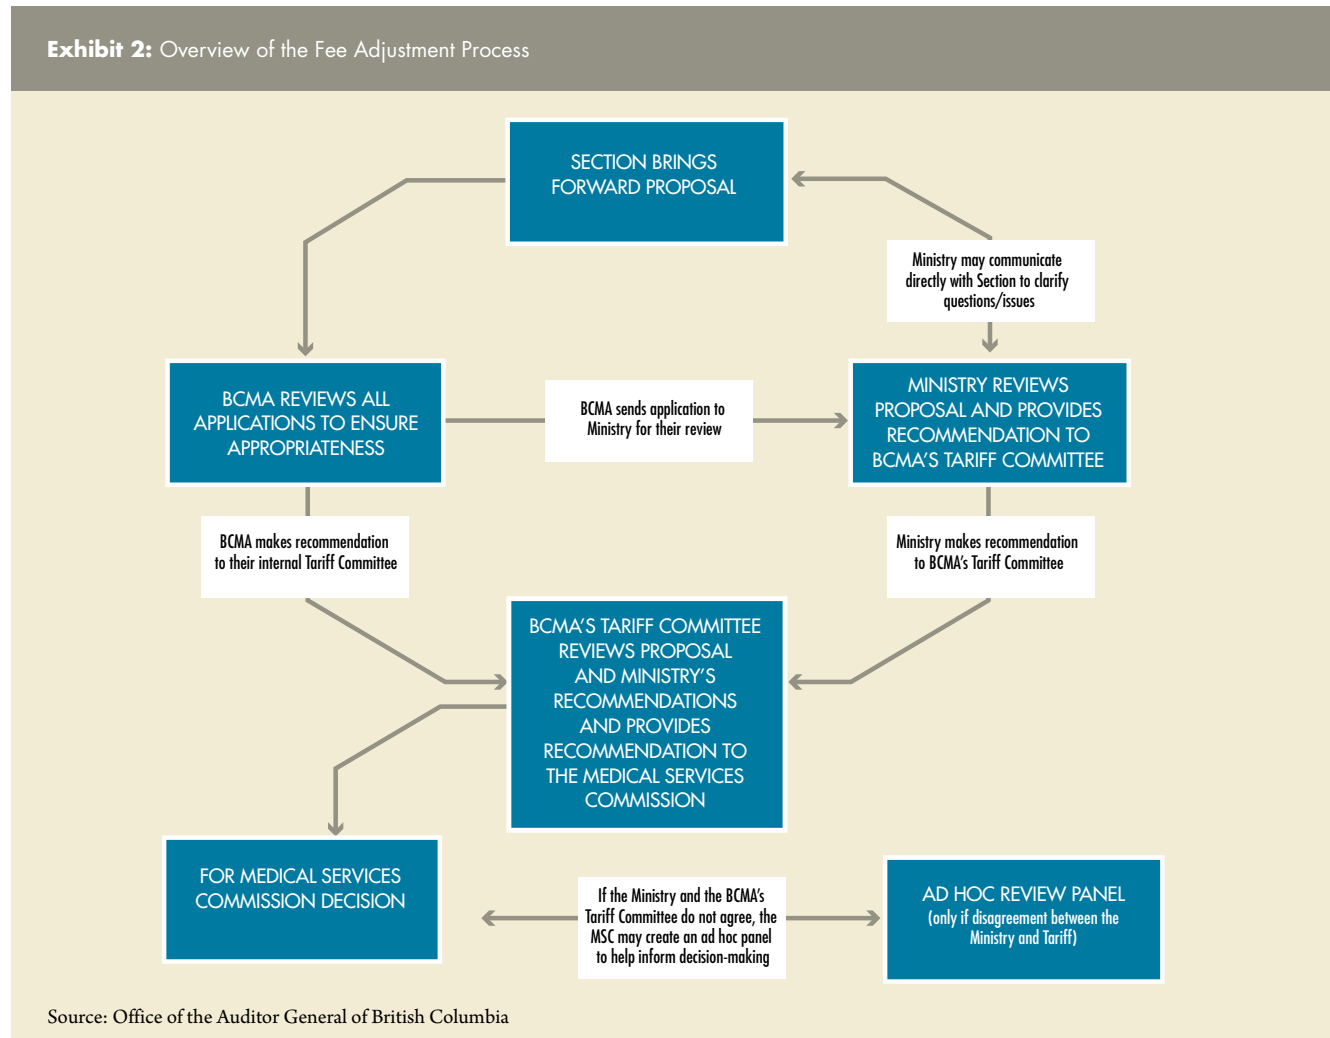 Exhibit 2: Overview of the Fee Adjustment Process
SECTION BRINGS
FORWARD PROPOSAL
Ministry may communicate
directly with Section to clarify
questions/issues
BCMA REVIEWS ALL
APPLICATIONS TO ENSURE
APPROPRIATENESS
BCMA sends application to
Ministry for their review
MINISTRY REVIEWS
PROPOSAL AND PROVIDES
RECOMMENDATION TO
BCMA'S TARIFF COMMITTEE
BCMA makes recommendation
to their internal Tariff Committee
Ministry makes recommendation
to BCMA's Tariff Committee
BCMA'S TARIFF COMMITTEE
REVIEWS PROPOSAL
AND MINISTRY'S
RECOMMENDATIONS
AND PROVIDES
RECOMMENDATION TO
THE MEDICAL SERVICES
COMMISSION
FOR MEDICAL SERVICES
COMMISSION DECISION
If the Ministry and the BCMA's
Tariff Committee do not agree, the
MSC may create an ad hoc panel
to help inform decision-making
AD HOC REVIEW PANEL
(only if disagreement between the
Ministry and Tariff)
Source: Office of the Auditor General of British Columbia